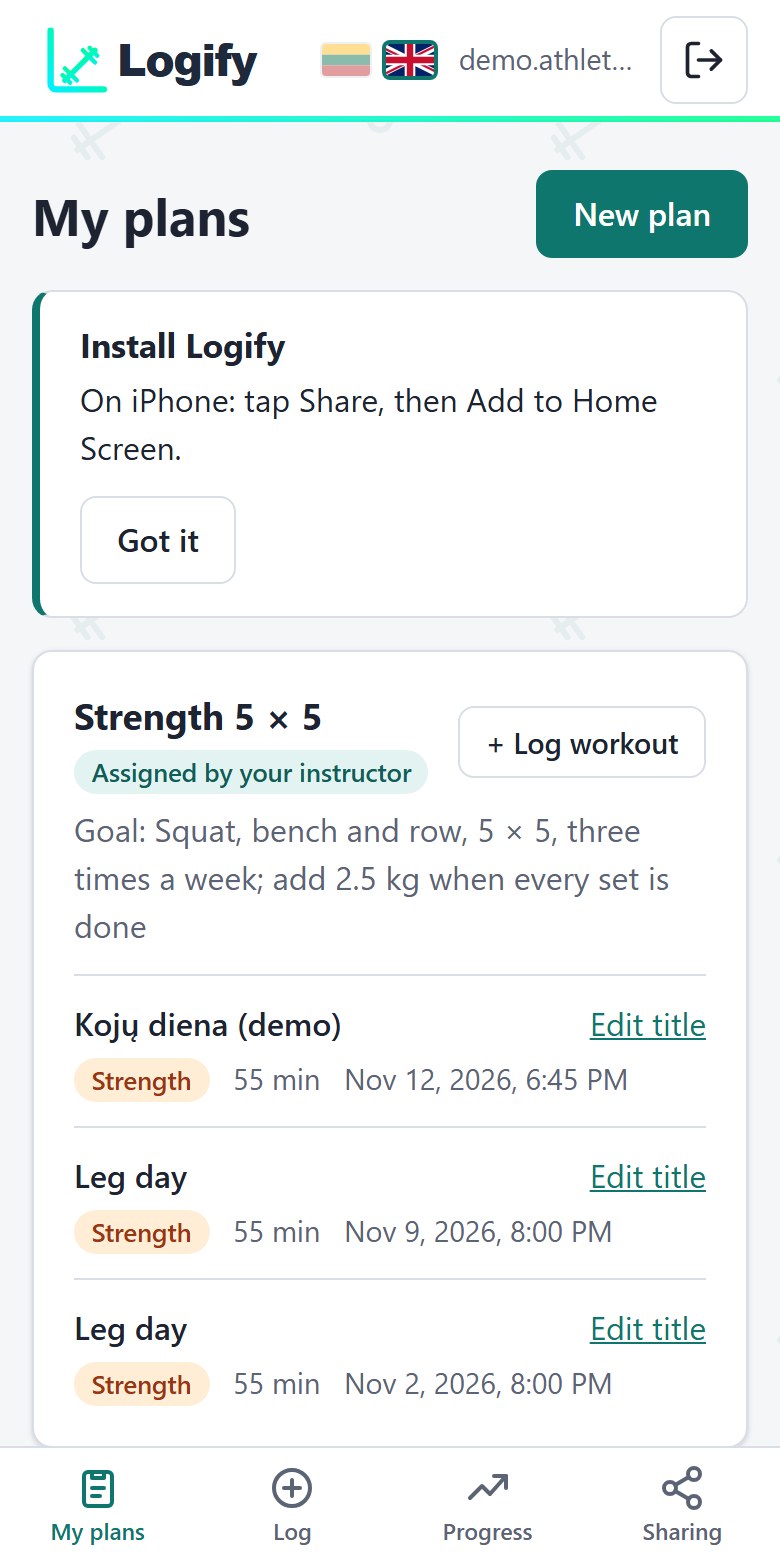 Logify
demo.athlet...
My plans
New plan
Install Logify
On iPhone: tap Share, then Add to Home
Screen.
Got it
Strength 5 × 5
+ Log workout
Assigned by your instructor
Goal: Squat, bench and row, 5 × 5, three
times a week; add 2.5 kg when every set is
done
Kojų diena (demo)
Edit title
Strength 55 min Nov 12, 2026, 6:45 PM
Leg day
Edit title
Strength 55 min Nov 9, 2026, 8:00 PM
Leg day
Edit title
Strength 55 min Nov 2, 2026, 8:00 PM
My plans
Log
Progress
Sharing